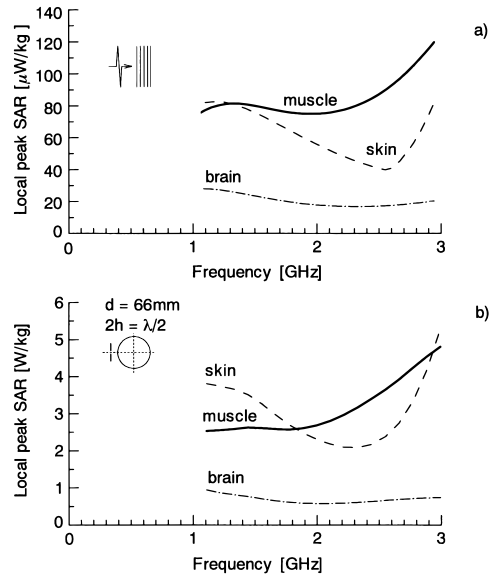 a)
Local peak SAR [µW/kg]
140
120
100
80
60
40
20
0
muscle
skin
brain
0
1
2
3
Frequency [GHz]
b)
d = 66mm
2h = λ/2
Local peak SAR [W/kg]
6
5
4
3
2
1
0
skin
muscle
brain
0
1
2
3
Frequency [GHz]